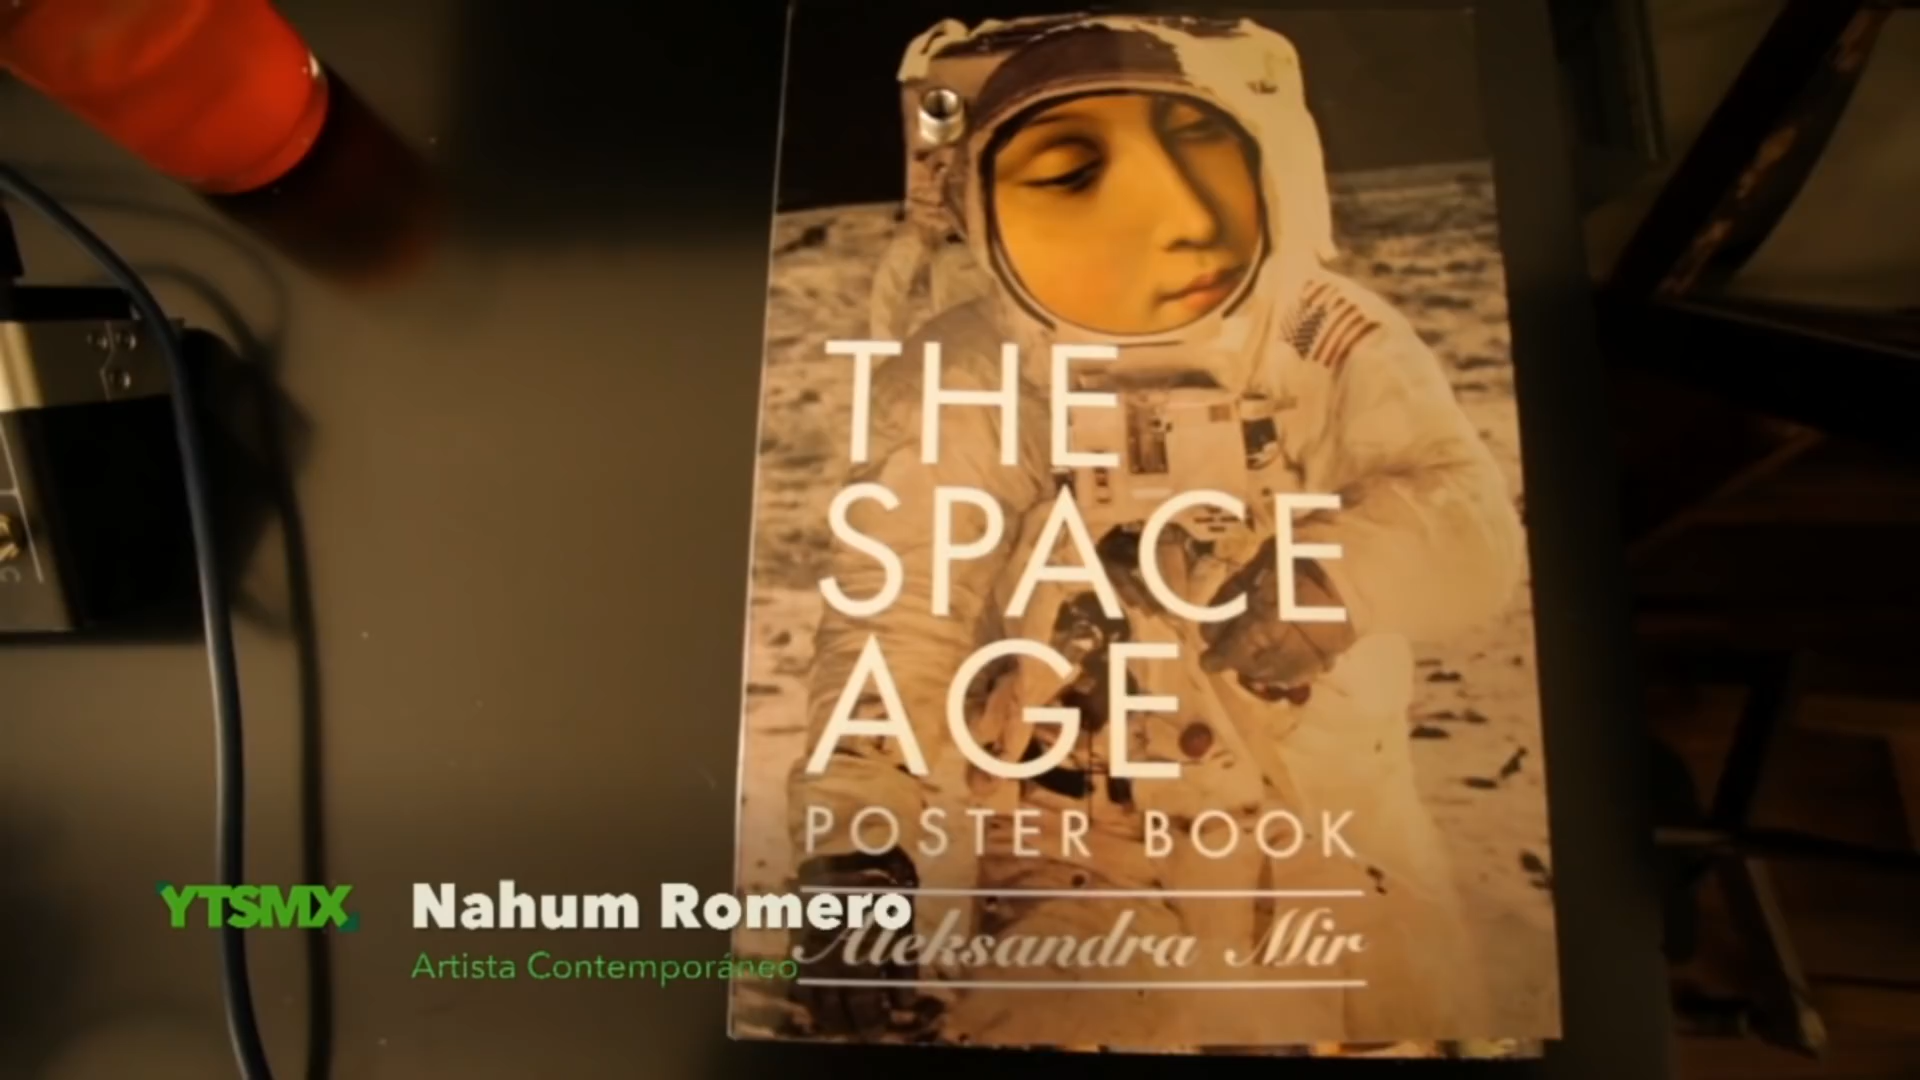 THE
SPACE
AGE
POSTER BOOK
Aleksandra Mir
YTSMX
Nahum Romero
Artista Contemporáneo